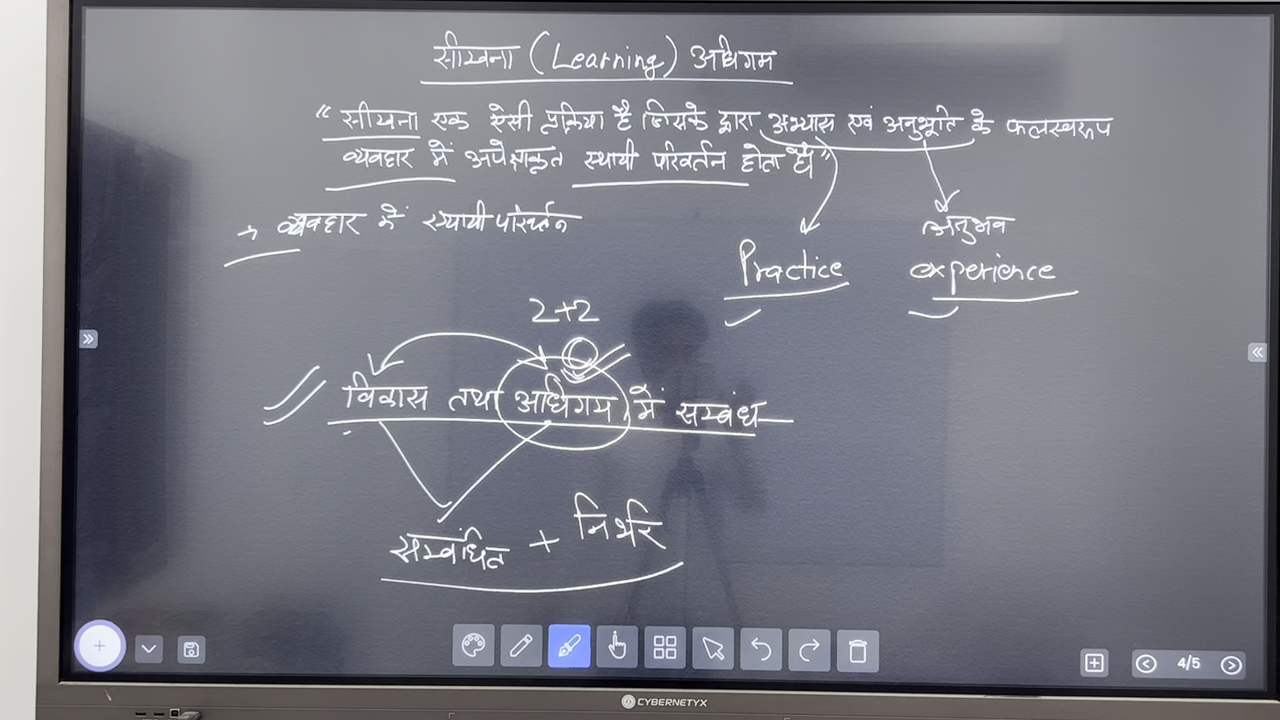 सीखना (Learning) अधिगम
“ सीखना एक ऐसी प्रक्रिया है जिसके द्वारा अभ्यास एवं अनुभूति के फलस्वरूप
व्यवहार में अपेक्षाकृत स्थायी परिवर्तन होता है”
→ व्यवहार में स्थायी परिवर्तन
अनुभव
Practice experience
2+2
विकास तथा अधिगम में सम्बंध—
सम्बंधित + निर्भर
4/5
CYBERNETYX